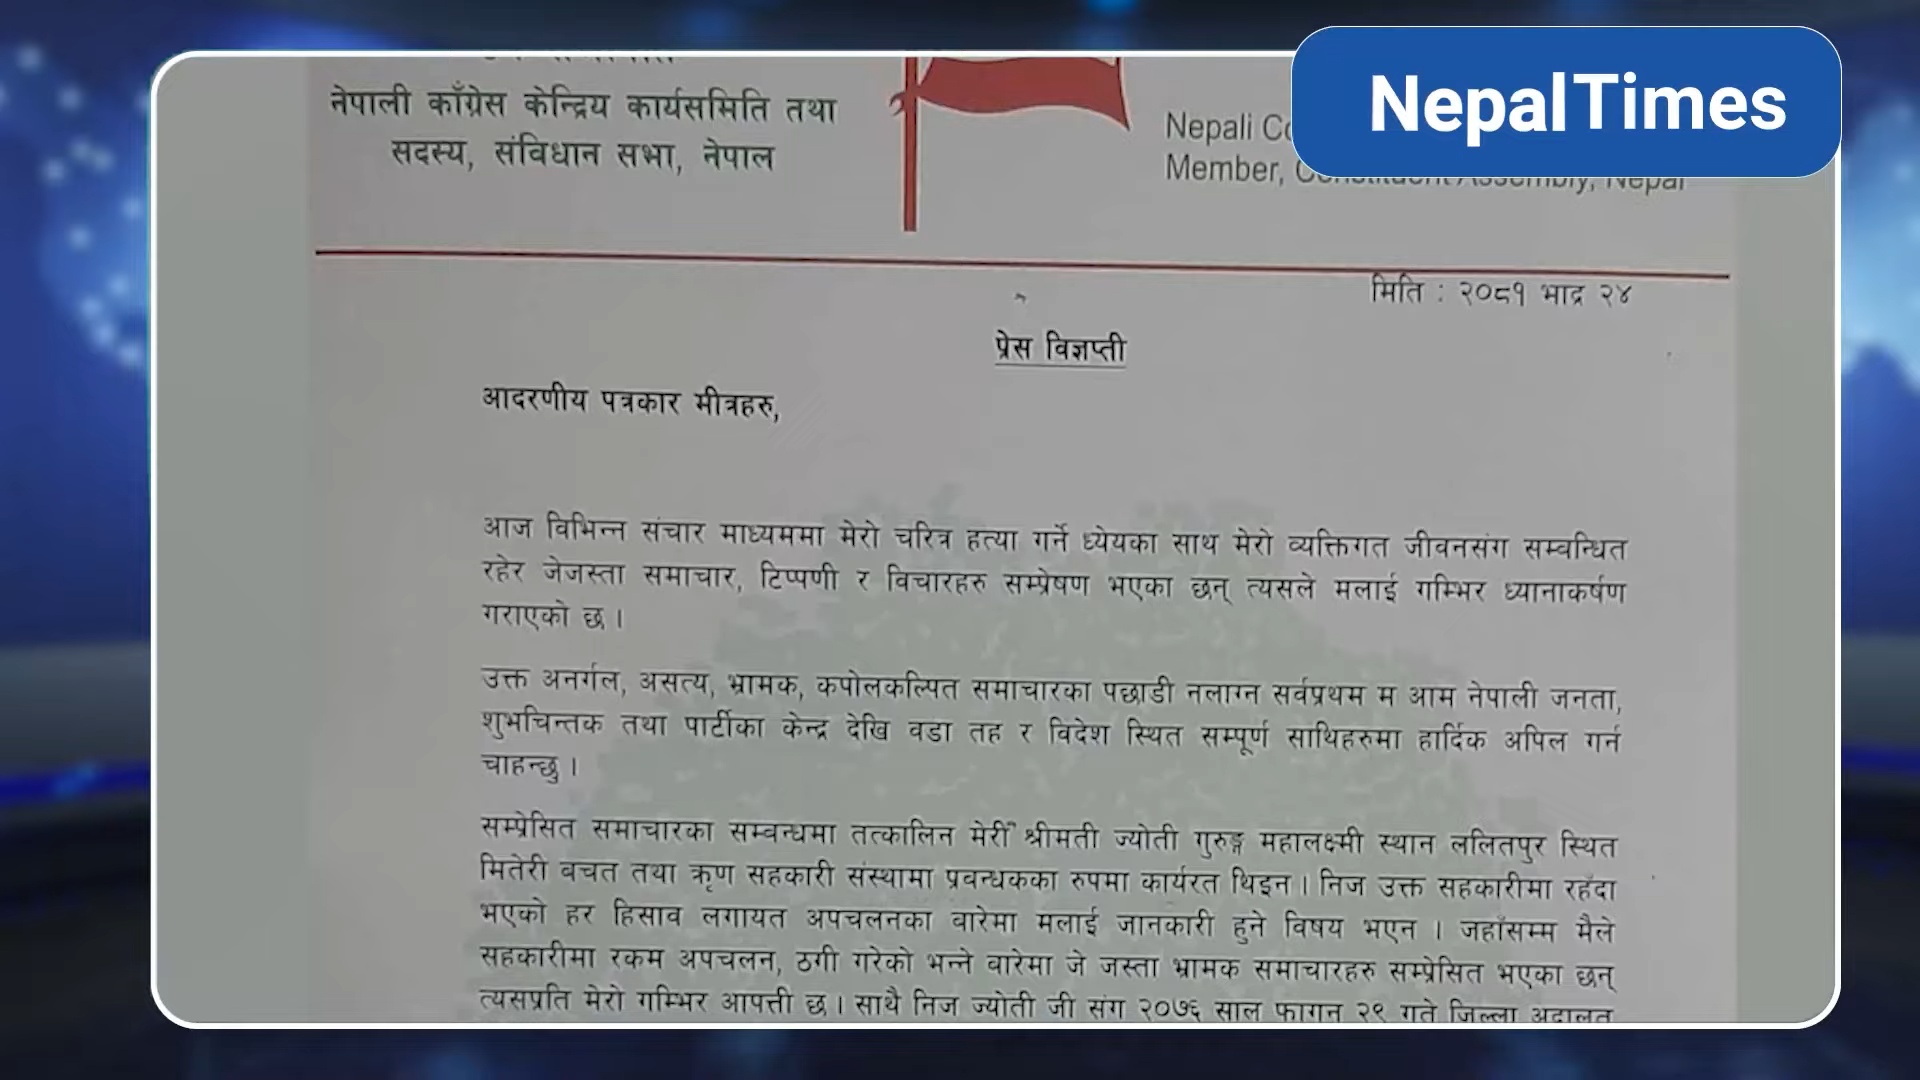 नेपाली काँग्रेस केन्द्रिय कार्यसमिति तथा
सदस्य, संविधान सभा, नेपाल
Nepali
Member, Constituent Assembly, Nepal
NepalTimes
मिति : २०८१ भाद्र २४
प्रेस विज्ञप्ती
आदरणीय पत्रकार मीत्रहरु,
आज विभिन्न संचार माध्यममा मेरो चरित्र हत्या गर्ने ध्येयका साथ मेरो व्यक्तिगत जीवनसंग सम्वन्धित
रहेर जेजस्ता समाचार, टिप्पणी र विचारहरु सम्प्रेषण भएका छन् त्यसले मलाई गम्भिर ध्यानाकर्षण
गराएको छ ।
उक्त अनर्गल, असत्य, भ्रामक, कपोलकल्पित समाचारका पछाडी नलाग्न सर्वप्रथम म आम नेपाली जनता,
शुभचिन्तक तथा पार्टीका केन्द्र देखि वडा तह र विदेश स्थित सम्पूर्ण साथिहरुमा हार्दिक अपिल गर्न
चाहन्छु ।
सम्प्रेसित समाचारका सम्वन्धमा तत्कालिन मेरीँ श्रीमती ज्योती गुरुङ्ग महालक्ष्मी स्थान ललितपुर स्थित
मितेरी बचत तथा ऋृण सहकारी संस्थामा प्रवन्धकका रुपमा कार्यरत थिइन । निज उक्त सहकारीमा रहँदा
भएको हर हिसाव लगायत अपचलनका बारेमा मलाई जानकारी हुने विषय भएन । जहाँसम्म मैले
सहकारीमा रकम अपचलन, ठगी गरेको भन्ने बारेमा जे जस्ता भ्रामक समाचारहरु सम्प्रेसित भएका छन्
त्यसप्रति मेरो गम्भिर आपत्ती छ । साथै निज ज्योती जी संग २०७६ साल फागुन २९ गते जिल्ला अदालत